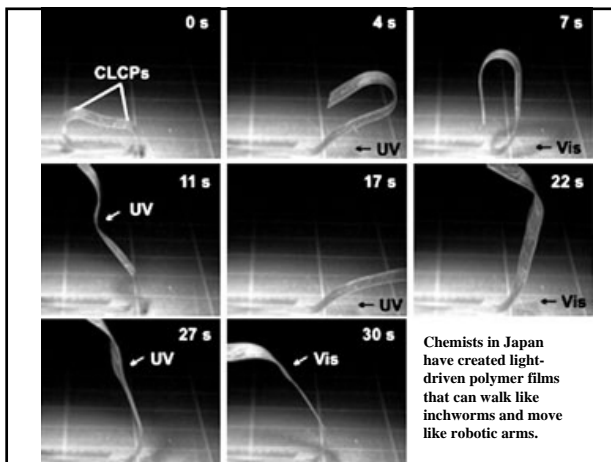 0 s
4 s
7 s
CLCPs
UV
Vis
11 s
17 s
22 s
UV
UV
Vis
27 s
30 s
UV
Vis
Chemists in Japan
have created light-
driven polymer films
that can walk like
inchworms and move
like robotic arms.